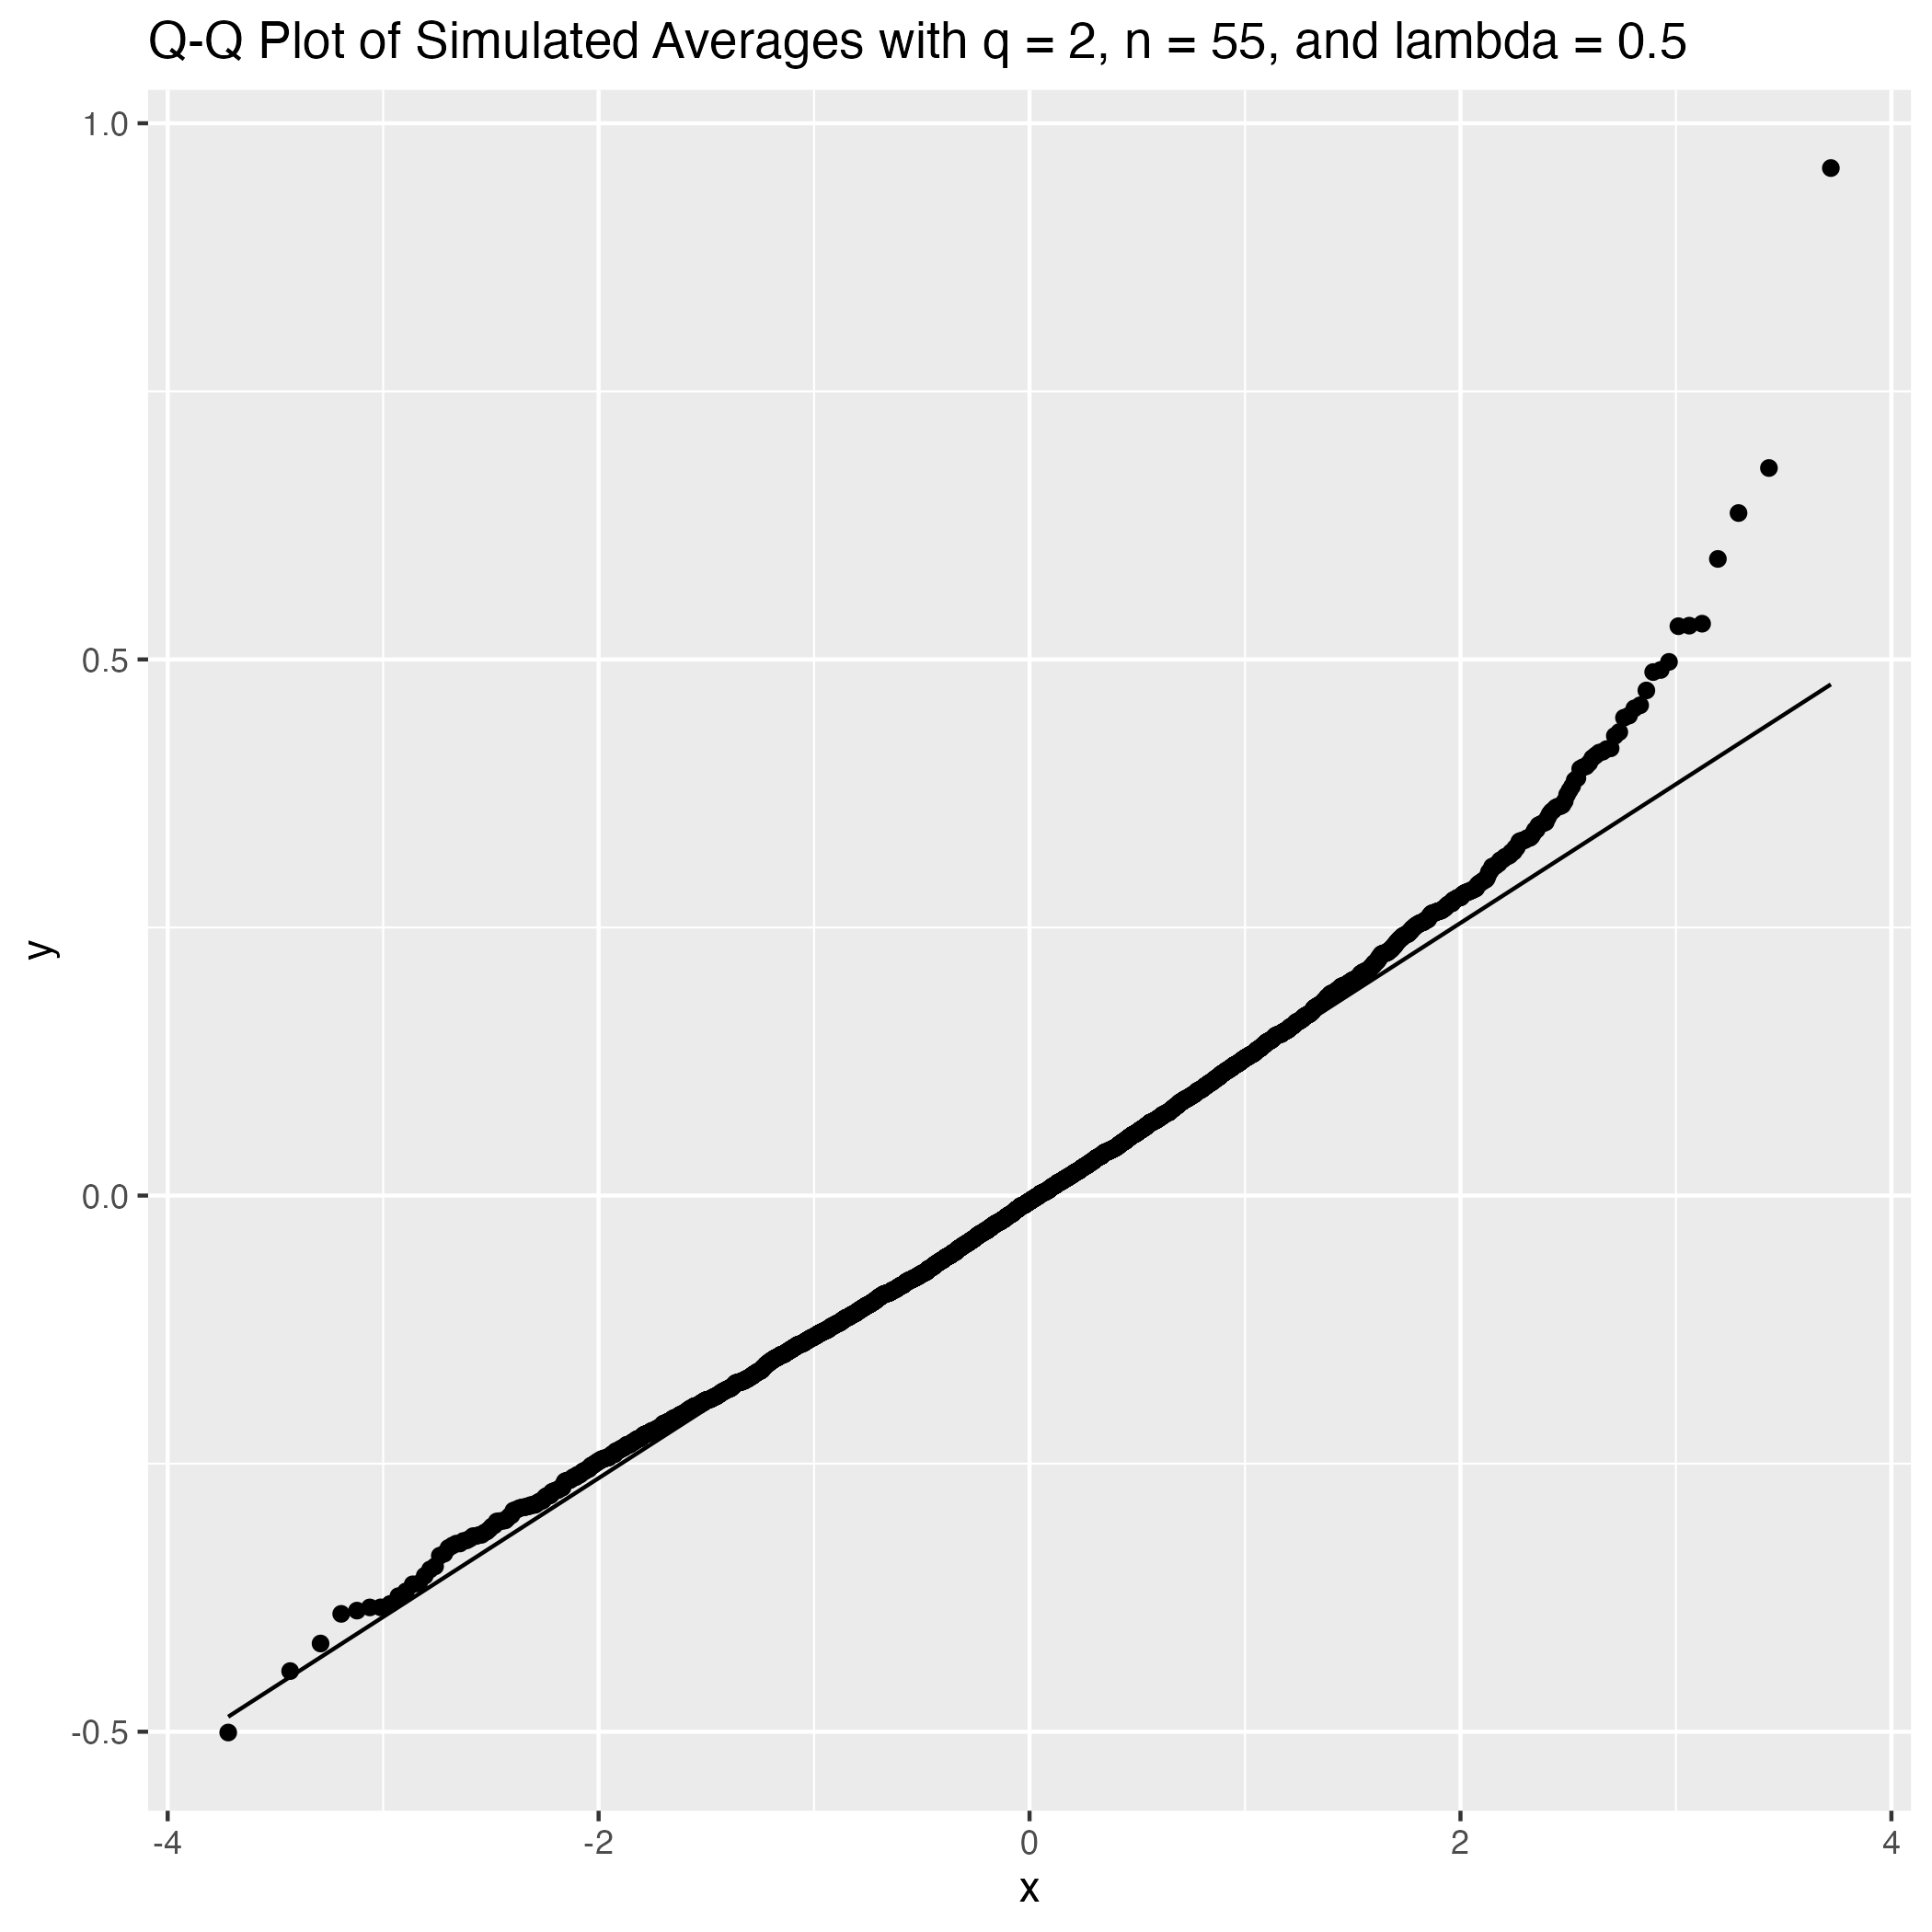 Q-Q Plot of Simulated Averages with q = 2, n = 55, and lambda = 0.5
1.0
0.5
y
0.0
-0.5
-4 -2 0 2 4
x